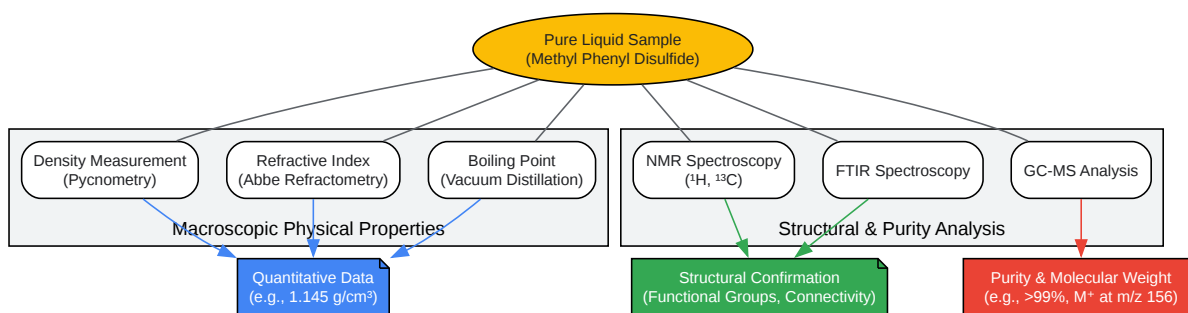 Pure Liquid Sample
(Methyl Phenyl Disulfide)
Density Measurement
(Pycnometry)
Refractive Index
(Abbe Refractometry)
Boiling Point
(Vacuum Distillation)
NMR Spectroscopy
(¹H, ¹³C)
FTIR Spectroscopy
GC-MS Analysis
Macroscopic Physical Properties
Structural & Purity Analysis
Quantitative Data
(e.g., 1.145 g/cm³)
Structural Confirmation
(Functional Groups, Connectivity)
Purity & Molecular Weight
(e.g., >99%, M⁺ at m/z 156)